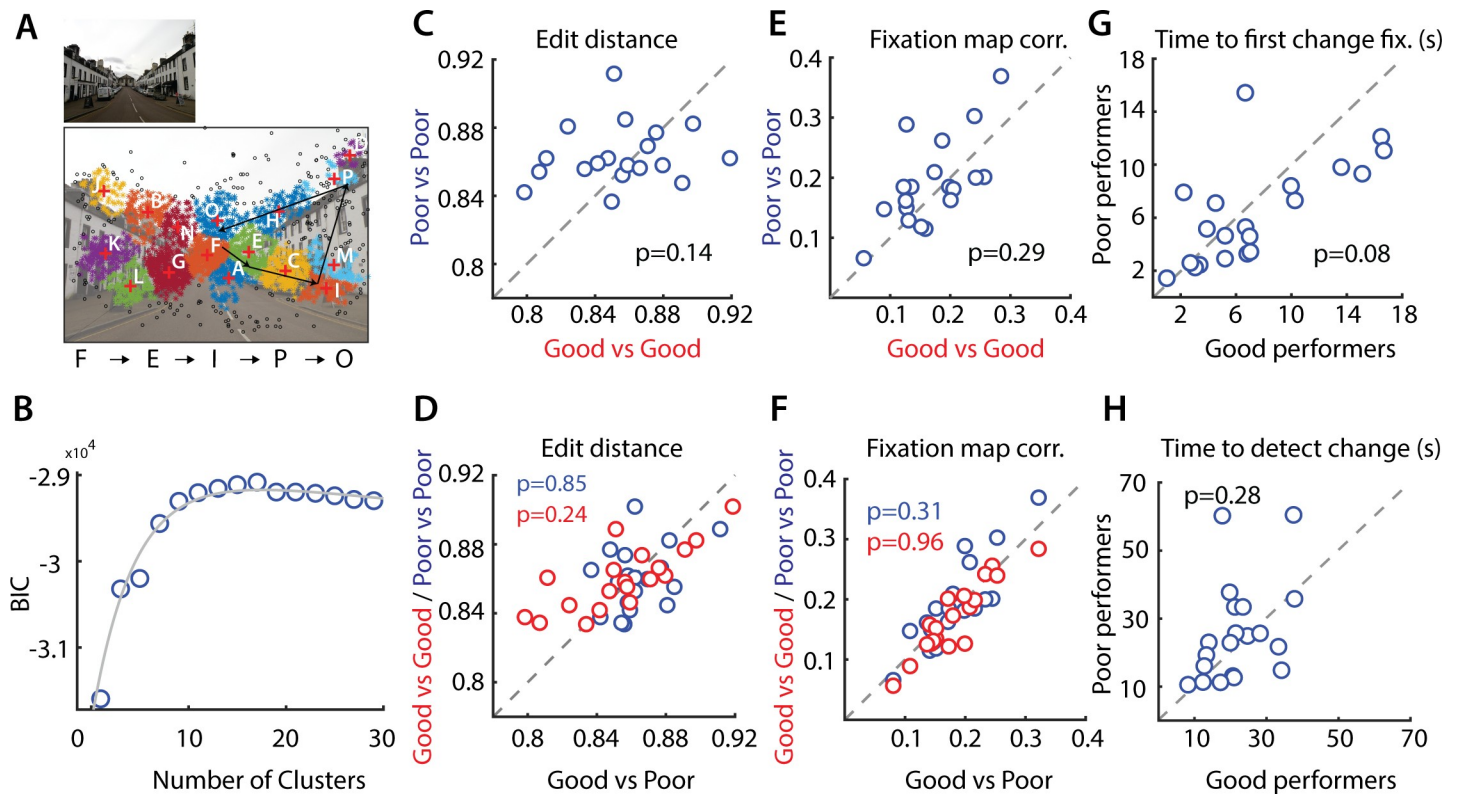 A
J
B
O
H
P
D
K
N
F
E
L
G
A
C
M
I
F → E → I → P → O
B
x10⁴
-2.9
-3
-3.1
BIC
0 10 20 30
Number of Clusters
C
Edit distance
Poor vs Poor
0.92
0.88
0.84
0.8
p=0.14
0.8 0.84 0.88 0.92
Good vs Good
D
Edit distance
Good vs Good / Poor vs Poor
0.92
0.88
0.84
0.8
p=0.85
p=0.24
0.8 0.84 0.88 0.92
Good vs Poor
E
Fixation map corr.
Poor vs Poor
0.4
0.3
0.2
0.1
p=0.29
0.1 0.2 0.3 0.4
Good vs Good
F
Fixation map corr.
Good vs Good / Poor vs Poor
0.4
0.3
0.2
0.1
p=0.31
p=0.96
0.1 0.2 0.3 0.4
Good vs Poor
G
Time to first change fix. (s)
Poor performers
18
14
10
6
2
p=0.08
2 6 10 14 18
Good performers
H
Time to detect change (s)
Poor performers
70
50
30
10
p=0.28
10 30 50 70
Good performers